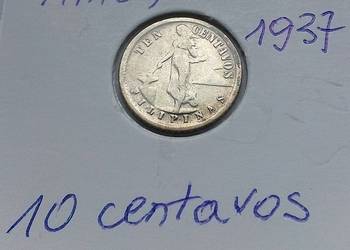 1937
TEN CENTAVOS
FILIPINAS
10 centavos